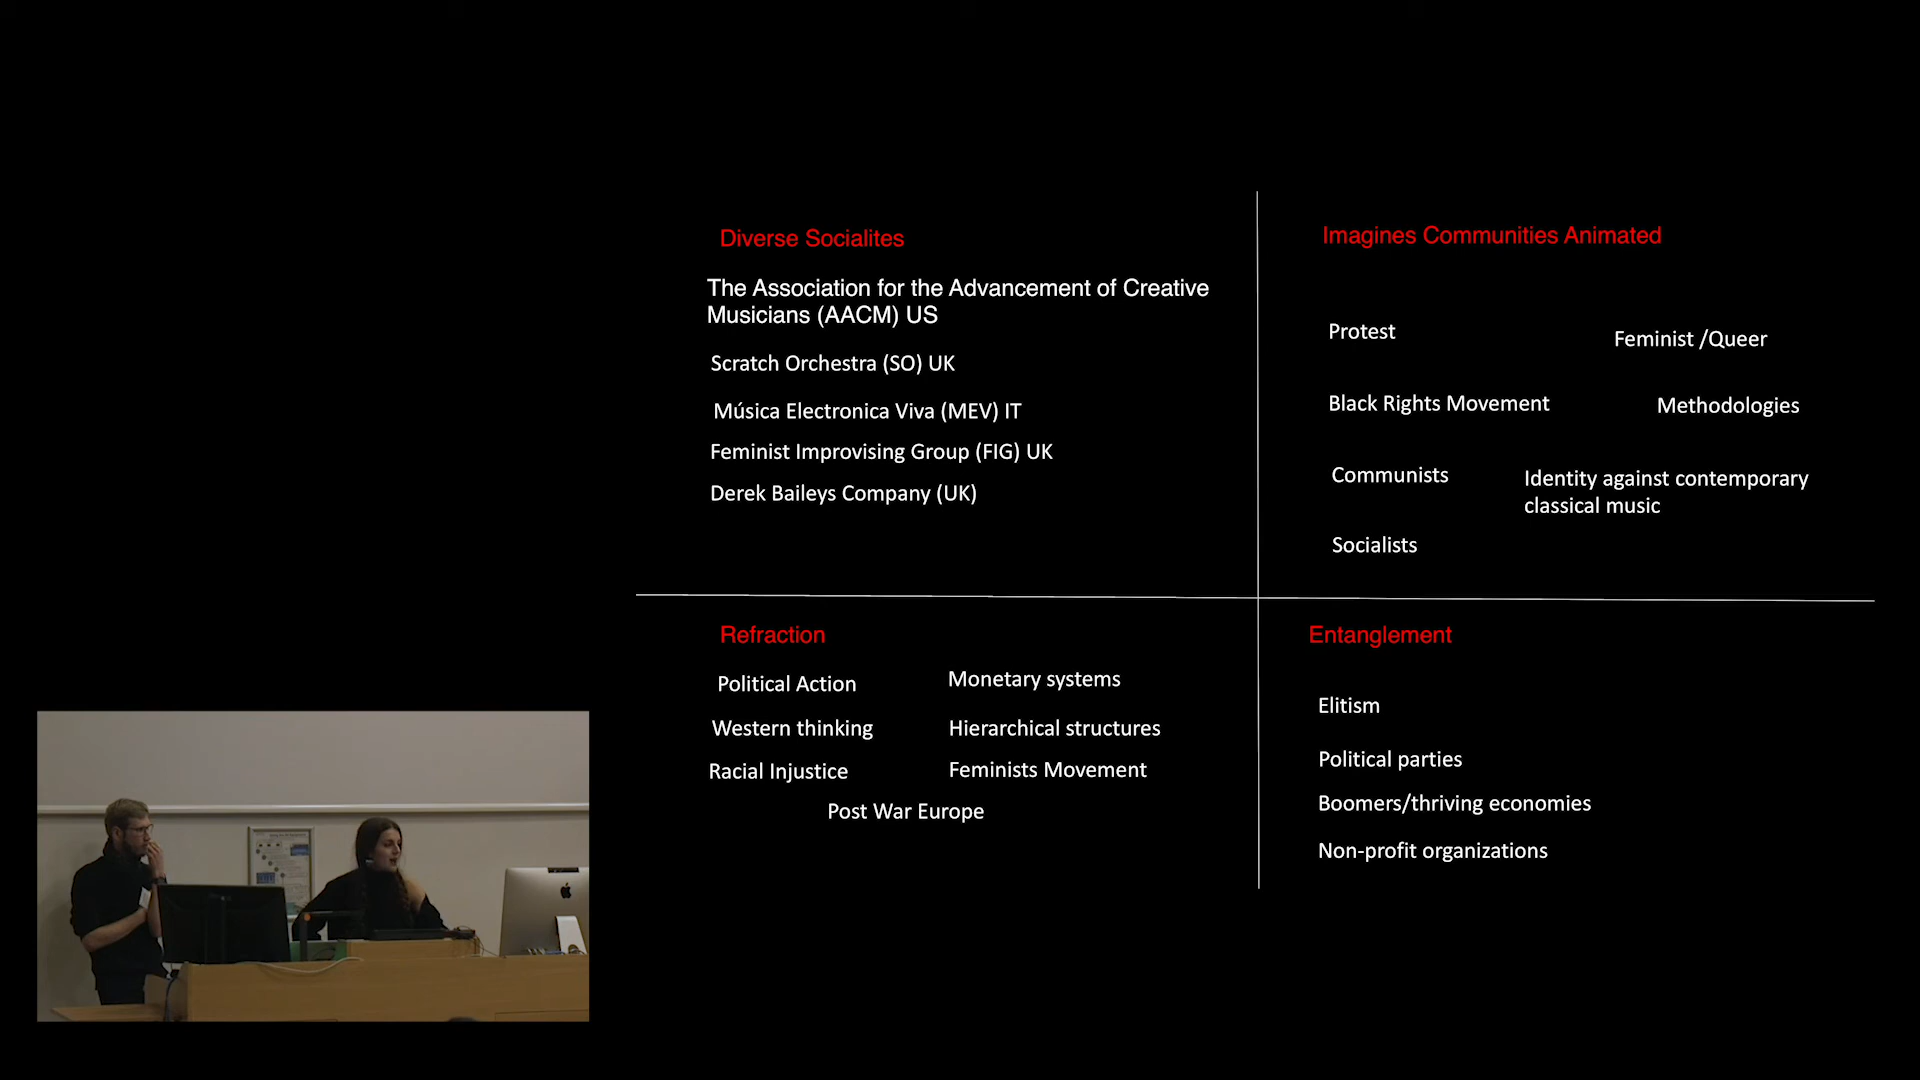 Diverse Socialites
The Association for the Advancement of Creative
Musicians (AACM) US
Scratch Orchestra (SO) UK
Música Electronica Viva (MEV) IT
Feminist Improvising Group (FIG) UK
Derek Baileys Company (UK)
Imagines Communities Animated
Protest
Feminist /Queer
Black Rights Movement
Methodologies
Communists
Identity against contemporary
classical music
Socialists
Refraction
Political Action
Monetary systems
Western thinking
Hierarchical structures
Racial Injustice
Feminists Movement
Post War Europe
Entanglement
Elitism
Political parties
Boomers/thriving economies
Non-profit organizations